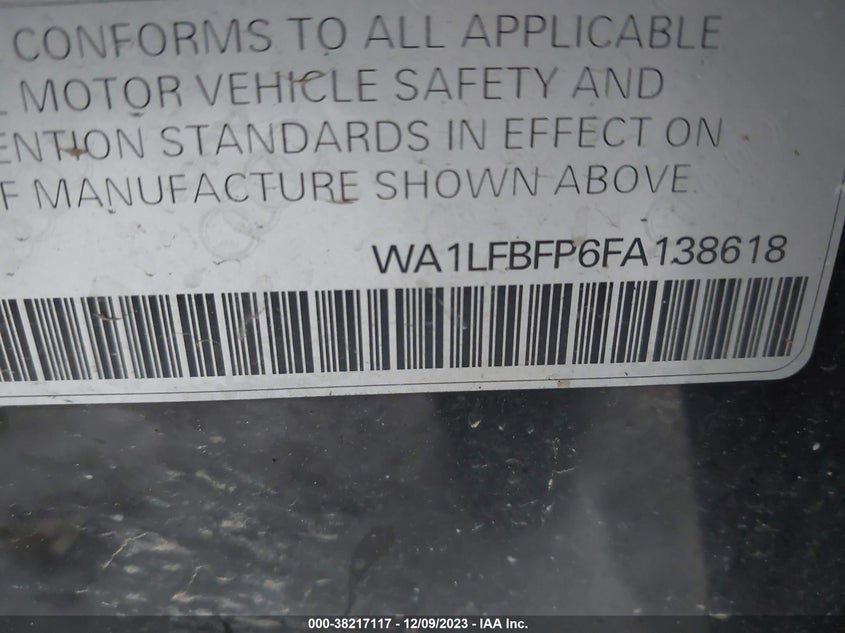 CONFORMS TO ALL APPLICABLE
MOTOR VEHICLE SAFETY AND
ENTION STANDARDS IN EFFECT ON
F MANUFACTURE SHOWN ABOVE.
WA1LFBFP6FA138618
000-38217117 - 12/09/2023 - IAA Inc.